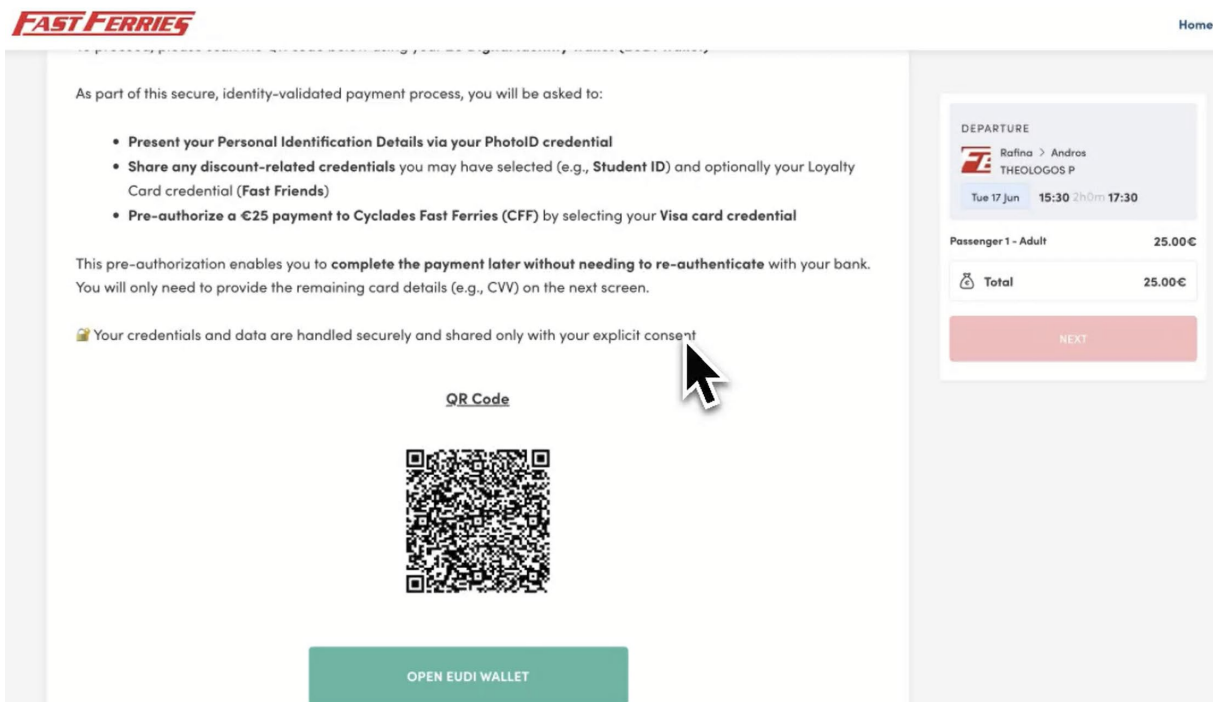 FAST FERRIES
Home
As part of this secure, identity-validated payment process, you will be asked to:
• Present your Personal Identification Details via your PhotoID credential
• Share any discount-related credentials you may have selected (e.g., Student ID) and optionally your Loyalty
Card credential (Fast Friends)
• Pre-authorize a €25 payment to Cyclades Fast Ferries (CFF) by selecting your Visa card credential
This pre-authorization enables you to complete the payment later without needing to re-authenticate with your bank.
You will only need to provide the remaining card details (e.g., CVV) on the next screen.
🔐 Your credentials and data are handled securely and shared only with your explicit consent
QR Code
OPEN EUDI WALLET
DEPARTURE
Rafina > Andros
THEOLOGOS P
Tue 17 Jun 15:30 2h0m 17:30
Passenger 1 - Adult 25.00€
Total 25.00€
NEXT